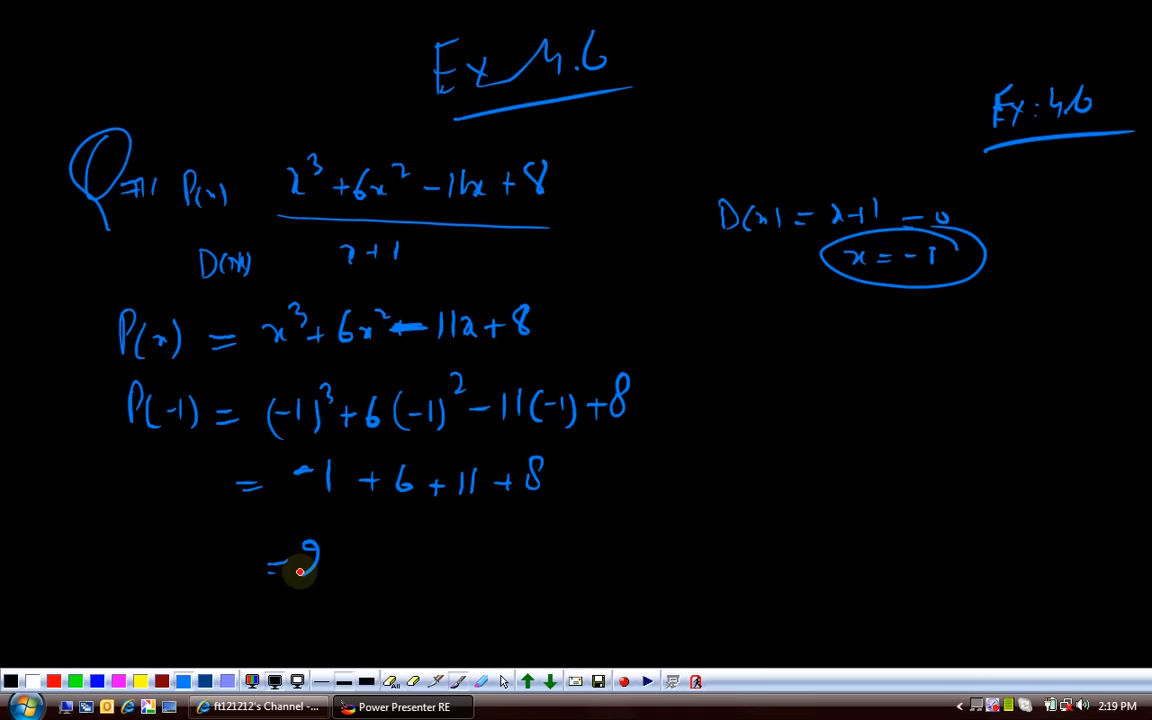 Ex 4.6
Ex: 4.6
Q#1 P(x) x³ + 6x² - 11x + 8
D(x) x + 1
D(x) = x+1 = 0
x = -1
P(x) = x³ + 6x² - 11x + 8
P(-1) = (-1)³ + 6(-1)² - 11(-1) + 8
= -1 + 6 + 11 + 8
=
All
ft121212's Channel - ...
Power Presenter RE
2:19 PM